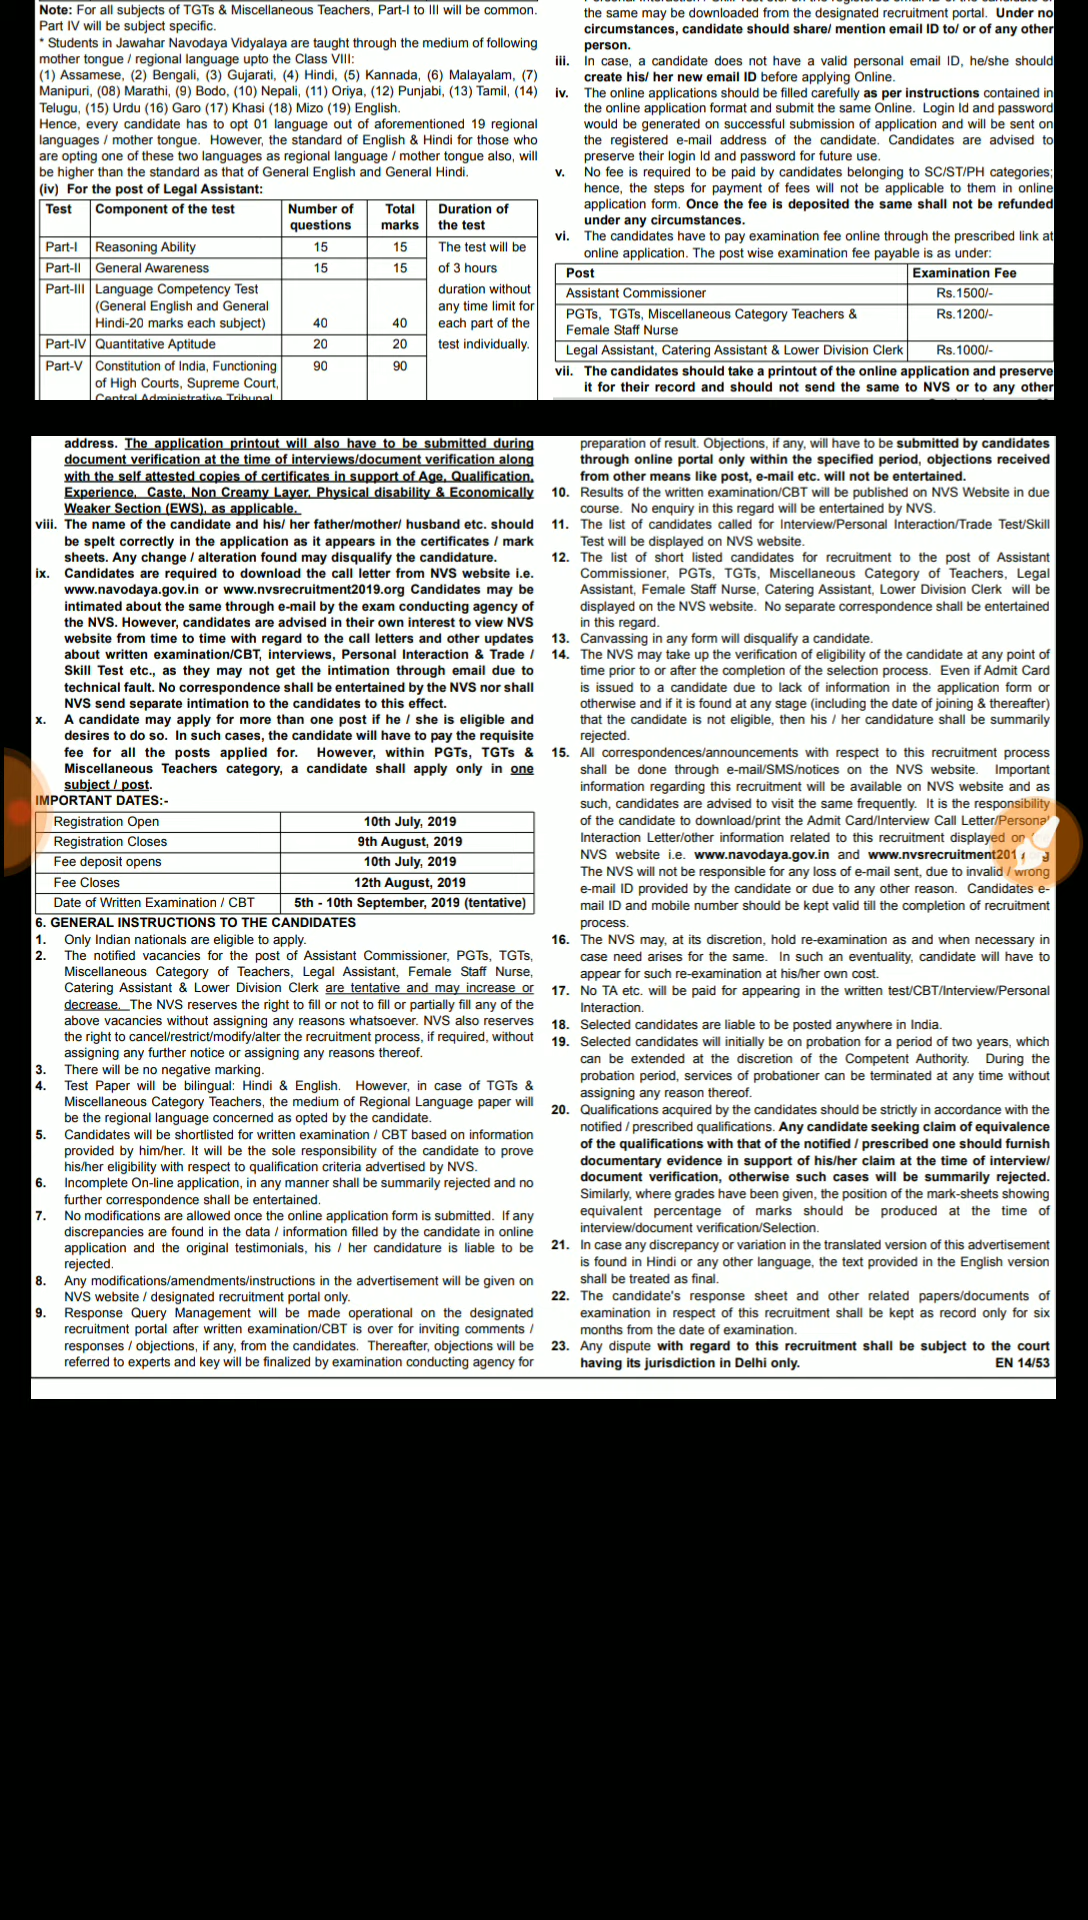 Note: For all subjects of TGTs & Miscellaneous Teachers, Part-I to III will be common.
Part IV will be subject specific.
* Students in Jawahar Navodaya Vidyalaya are taught through the medium of following
mother tongue / regional language upto the Class VIII:
(1) Assamese, (2) Bengali, (3) Gujarati, (4) Hindi, (5) Kannada, (6) Malayalam, (7)
Manipuri, (08) Marathi, (9) Bodo, (10) Nepali, (11) Oriya, (12) Punjabi, (13) Tamil, (14)
Telugu, (15) Urdu (16) Garo (17) Khasi (18) Mizo (19) English.
Hence, every candidate has to opt 01 language out of aforementioned 19 regional
languages / mother tongue. However, the standard of English & Hindi for those who
are opting one of these two languages as regional language / mother tongue also, will
be higher than the standard as that of General English and General Hindi.
(iv) For the post of Legal Assistant:
Test Component of the test Number of questions Total marks Duration of the test
Part-I Reasoning Ability 15 15 The test will be
Part-II General Awareness 15 15 of 3 hours
Part-III Language Competency Test duration without
(General English and General any time limit for
Hindi-20 marks each subject) 40 40 each part of the
Part-IV Quantitative Aptitude 20 20 test individually.
Part-V Constitution of India, Functioning 90 90
of High Courts, Supreme Court,
Central Administrative Tribunal
the same may be downloaded from the designated recruitment portal. Under no
circumstances, candidate should share/ mention email ID to/ or of any other
person.
iii. In case, a candidate does not have a valid personal email ID, he/she should
create his/ her new email ID before applying Online.
iv. The online applications should be filled carefully as per instructions contained in
the online application format and submit the same Online. Login Id and password
would be generated on successful submission of application and will be sent on
the registered e-mail address of the candidate. Candidates are advised to
preserve their login Id and password for future use.
v. No fee is required to be paid by candidates belonging to SC/ST/PH categories;
hence, the steps for payment of fees will not be applicable to them in online
application form. Once the fee is deposited the same shall not be refunded
under any circumstances.
vi. The candidates have to pay examination fee online through the prescribed link at
online application. The post wise examination fee payable is as under:
Post Examination Fee
Assistant Commissioner Rs.1500/-
PGTs, TGTs, Miscellaneous Category Teachers & Rs.1200/-
Female Staff Nurse
Legal Assistant, Catering Assistant & Lower Division Clerk Rs.1000/-
vii. The candidates should take a printout of the online application and preserve
it for their record and should not send the same to NVS or to any other
address. The application printout will also have to be submitted during
document verification at the time of interviews/document verification along
with the self attested copies of certificates in support of Age, Qualification,
Experience, Caste, Non Creamy Layer, Physical disability & Economically
Weaker Section (EWS), as applicable.
viii. The name of the candidate and his/ her father/mother/ husband etc. should
be spelt correctly in the application as it appears in the certificates / mark
sheets. Any change / alteration found may disqualify the candidature.
ix. Candidates are required to download the call letter from NVS website i.e.
www.navodaya.gov.in or www.nvsrecruitment2019.org Candidates may be
intimated about the same through e-mail by the exam conducting agency of
the NVS. However, candidates are advised in their own interest to view NVS
website from time to time with regard to the call letters and other updates
about written examination/CBT, interviews, Personal Interaction & Trade /
Skill Test etc., as they may not get the intimation through email due to
technical fault. No correspondence shall be entertained by the NVS nor shall
NVS send separate intimation to the candidates to this effect.
x. A candidate may apply for more than one post if he / she is eligible and
desires to do so. In such cases, the candidate will have to pay the requisite
fee for all the posts applied for. However, within PGTs, TGTs &
Miscellaneous Teachers category, a candidate shall apply only in one
subject / post.
IMPORTANT DATES:-
Registration Open 10th July, 2019
Registration Closes 9th August, 2019
Fee deposit opens 10th July, 2019
Fee Closes 12th August, 2019
Date of Written Examination / CBT 5th - 10th September, 2019 (tentative)
6. GENERAL INSTRUCTIONS TO THE CANDIDATES
1. Only Indian nationals are eligible to apply.
2. The notified vacancies for the post of Assistant Commissioner, PGTs, TGTs,
Miscellaneous Category of Teachers, Legal Assistant, Female Staff Nurse,
Catering Assistant & Lower Division Clerk are tentative and may increase or
decrease. The NVS reserves the right to fill or not to fill or partially fill any of the
above vacancies without assigning any reasons whatsoever. NVS also reserves
the right to cancel/restrict/modify/alter the recruitment process, if required, without
assigning any further notice or assigning any reasons thereof.
3. There will be no negative marking.
4. Test Paper will be bilingual: Hindi & English. However, in case of TGTs &
Miscellaneous Category Teachers, the medium of Regional Language paper will
be the regional language concerned as opted by the candidate.
5. Candidates will be shortlisted for written examination / CBT based on information
provided by him/her. It will be the sole responsibility of the candidate to prove
his/her eligibility with respect to qualification criteria advertised by NVS.
6. Incomplete On-line application, in any manner shall be summarily rejected and no
further correspondence shall be entertained.
7. No modifications are allowed once the online application form is submitted. If any
discrepancies are found in the data / information filled by the candidate in online
application and the original testimonials, his / her candidature is liable to be
rejected.
8. Any modifications/amendments/instructions in the advertisement will be given on
NVS website / designated recruitment portal only.
9. Response Query Management will be made operational on the designated
recruitment portal after written examination/CBT is over for inviting comments /
responses / objections, if any, from the candidates. Thereafter, objections will be
referred to experts and key will be finalized by examination conducting agency for
preparation of result. Objections, if any, will have to be submitted by candidates
through online portal only within the specified period, objections received
from other means like post, e-mail etc. will not be entertained.
10. Results of the written examination/CBT will be published on NVS Website in due
course. No enquiry in this regard will be entertained by NVS.
11. The list of candidates called for Interview/Personal Interaction/Trade Test/Skill
Test will be displayed on NVS website.
12. The list of short listed candidates for recruitment to the post of Assistant
Commissioner, PGTs, TGTs, Miscellaneous Category of Teachers, Legal
Assistant, Female Staff Nurse, Catering Assistant, Lower Division Clerk will be
displayed on the NVS website. No separate correspondence shall be entertained
in this regard.
13. Canvassing in any form will disqualify a candidate.
14. The NVS may take up the verification of eligibility of the candidate at any point of
time prior to or after the completion of the selection process. Even if Admit Card
is issued to a candidate due to lack of information in the application form or
otherwise and if it is found at any stage (including the date of joining & thereafter)
that the candidate is not eligible, then his / her candidature shall be summarily
rejected.
15. All correspondences/announcements with respect to this recruitment process
shall be done through e-mail/SMS/notices on the NVS website. Important
information regarding this recruitment will be available on NVS website and as
such, candidates are advised to visit the same frequently. It is the responsibility
of the candidate to download/print the Admit Card/Interview Call Letter/Personal
Interaction Letter/other information related to this recruitment displayed on
NVS website i.e. www.navodaya.gov.in and
The NVS will not be responsible for any loss of e-mail sent, due to invalid / wrong
e-mail ID provided by the candidate or due to any other reason. Candidates e-
mail ID and mobile number should be kept valid till the completion of recruitment
process.
16. The NVS may, at its discretion, hold re-examination as and when necessary in
case need arises for the same. In such an eventuality, candidate will have to
appear for such re-examination at his/her own cost.
17. No TA etc. will be paid for appearing in the written test/CBT/Interview/Personal
Interaction.
18. Selected candidates are liable to be posted anywhere in India.
19. Selected candidates will initially be on probation for a period of two years, which
can be extended at the discretion of the Competent Authority. During the
probation period, services of probationer can be terminated at any time without
assigning any reason thereof.
20. Qualifications acquired by the candidates should be strictly in accordance with the
notified / prescribed qualifications. Any candidate seeking claim of equivalence
of the qualifications with that of the notified / prescribed one should furnish
documentary evidence in support of his/her claim at the time of interview/
document verification, otherwise such cases will be summarily rejected.
Similarly, where grades have been given, the position of the mark-sheets showing
equivalent percentage of marks should be produced at the time of
interview/document verification/Selection.
21. In case any discrepancy or variation in the translated version of this advertisement
is found in Hindi or any other language, the text provided in the English version
shall be treated as final.
22. The candidate's response sheet and other related papers/documents of
examination in respect of this recruitment shall be kept as record only for six
months from the date of examination.
23. Any dispute with regard to this recruitment shall be subject to the court
having its jurisdiction in Delhi only. EN 14/53